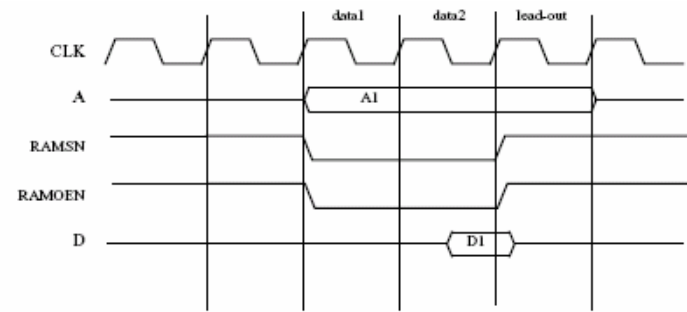 data1 data2 lead-out
CLK
A A1
RAMSN
RAMOEN
D D1